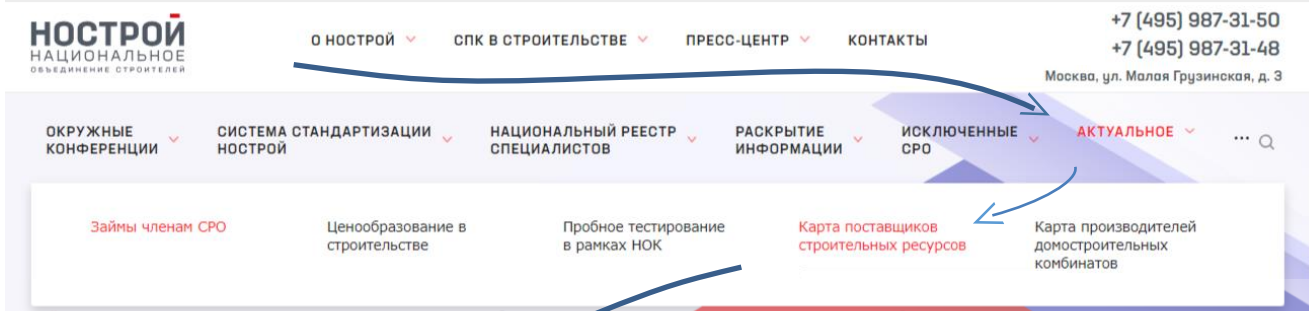 НОСТРОЙ
НАЦИОНАЛЬНОЕ
ОБЪЕДИНЕНИЕ СТРОИТЕЛЕЙ
О НОСТРОЙ СПК В СТРОИТЕЛЬСТВЕ ПРЕСС-ЦЕНТР КОНТАКТЫ
+7 (495) 987-31-50
+7 (495) 987-31-48
Москва, ул. Малая Грузинская, д. 3
ОКРУЖНЫЕ
КОНФЕРЕНЦИИ
СИСТЕМА СТАНДАРТИЗАЦИИ
НОСТРОЙ
НАЦИОНАЛЬНЫЙ РЕЕСТР
СПЕЦИАЛИСТОВ
РАСКРЫТИЕ
ИНФОРМАЦИИ
ИСКЛЮЧЕННЫЕ
СРО
АКТУАЛЬНОЕ
...
Займы членам СРО
Ценообразование в
строительстве
Пробное тестирование
в рамках НОК
Карта поставщиков
строительных ресурсов
Карта производителей
домостроительных
комбинатов